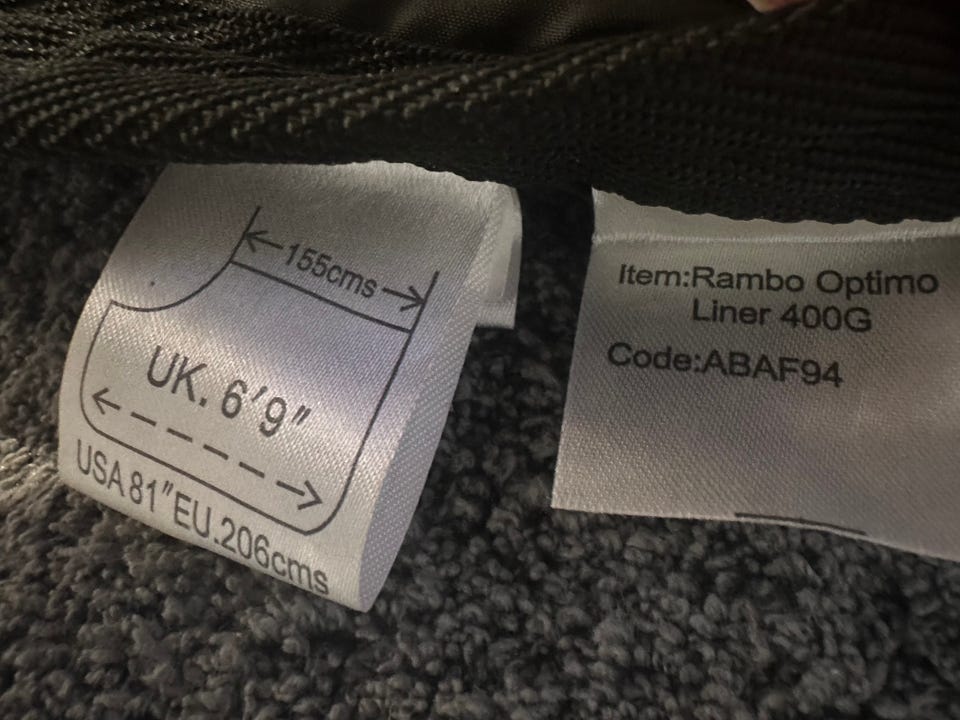 155cms
UK. 6'9"
USA 81" EU.206cms
Item:Rambo Optimo
Liner 400G
Code:ABAF94